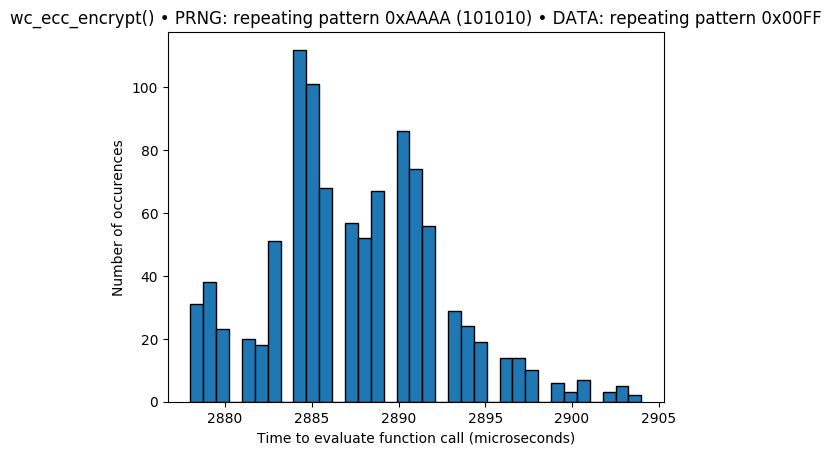 wc_ecc_encrypt() • PRNG: repeating pattern 0xAAAA (101010) • DATA: repeating pattern 0x00FF
100
80
60
40
20
0
Number of occurences
2880 2885 2890 2895 2900 2905
Time to evaluate function call (microseconds)